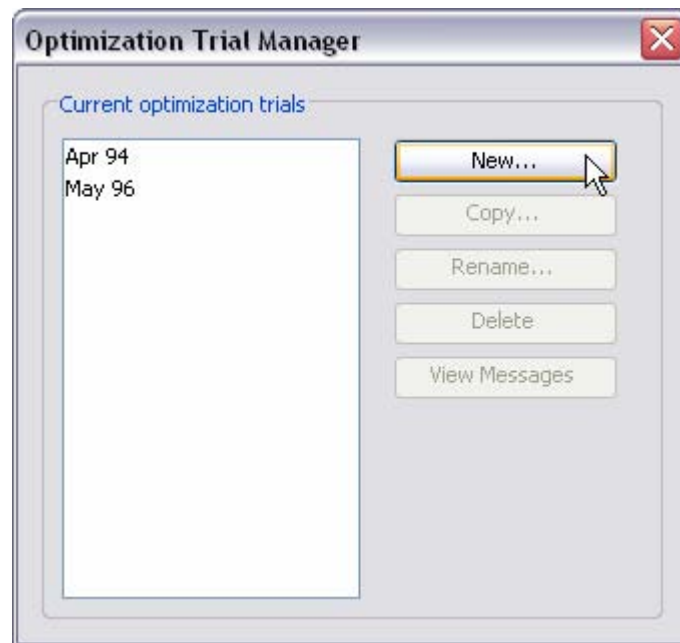 Optimization Trial Manager
Current optimization trials
Apr 94
May 96
New...
Copy...
Rename...
Delete
View Messages